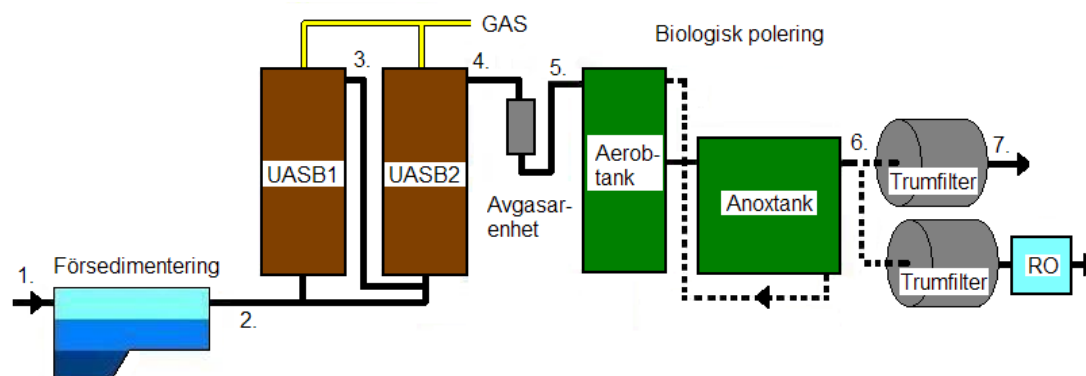 GAS
Biologisk polering
3.
4.
5.
UASB1
UASB2
Avgasar-
enhet
Aerob-
tank
Anoxtank
6.
7.
Trumfilter
Trumfilter
RO
1.
Försedimentering
2.